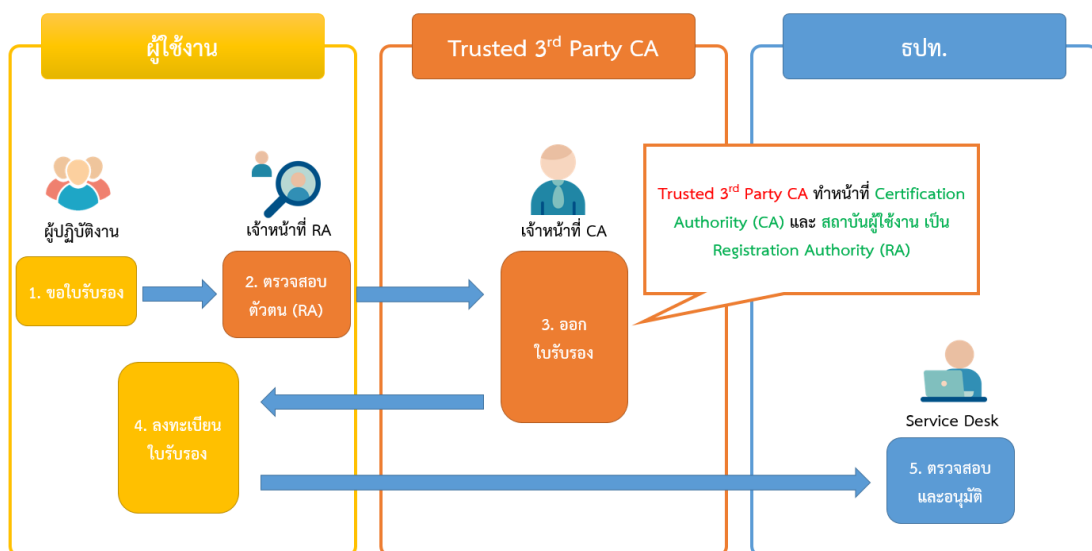 ผู้ใช้งาน
Trusted 3rd Party CA
ธปท.
ผู้ปฏิบัติงาน
เจ้าหน้าที่ RA
เจ้าหน้าที่ CA
Trusted 3rd Party CA ทำหน้าที่ Certification
Authoriity (CA) และ สถาบันผู้ใช้งาน เป็น
Registration Authority (RA)
1. ขอใบรับรอง
2. ตรวจสอบ
ตัวตน (RA)
3. ออก
ใบรับรอง
4. ลงทะเบียน
ใบรับรอง
Service Desk
5. ตรวจสอบ
และอนุมัติ